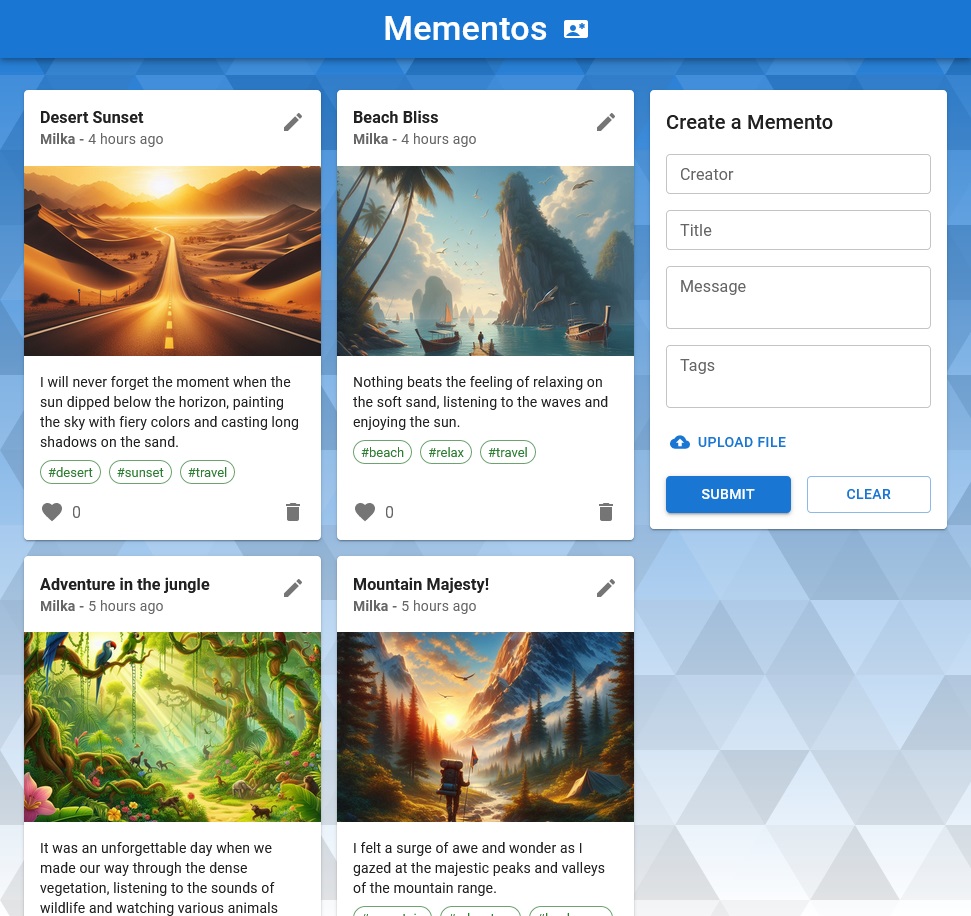 Mementos
Desert Sunset
Milka - 4 hours ago
I will never forget the moment when the
sun dipped below the horizon, painting
the sky with fiery colors and casting long
shadows on the sand.
#desert #sunset #travel
0
Beach Bliss
Milka - 4 hours ago
Nothing beats the feeling of relaxing on
the soft sand, listening to the waves and
enjoying the sun.
#beach #relax #travel
0
Create a Memento
Creator
Title
Message
Tags
UPLOAD FILE
SUBMIT CLEAR
Adventure in the jungle
Milka - 5 hours ago
It was an unforgettable day when we
made our way through the dense
vegetation, listening to the sounds of
wildlife and watching various animals
Mountain Majesty!
Milka - 5 hours ago
I felt a surge of awe and wonder as I
gazed at the majestic peaks and valleys
of the mountain range.